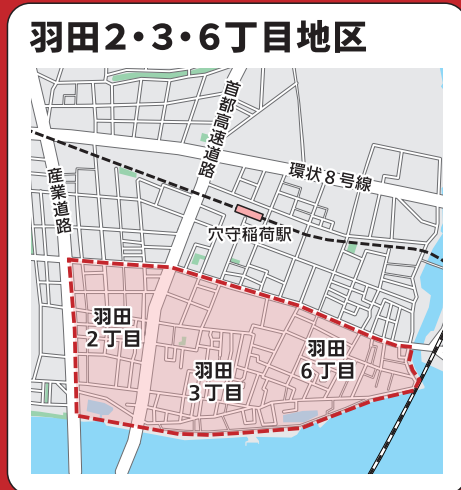 羽田2・3・6丁目地区
首都高速道路
環状8号線
産業道路
穴守稲荷駅
羽田
2丁目
羽田
3丁目
羽田
6丁目